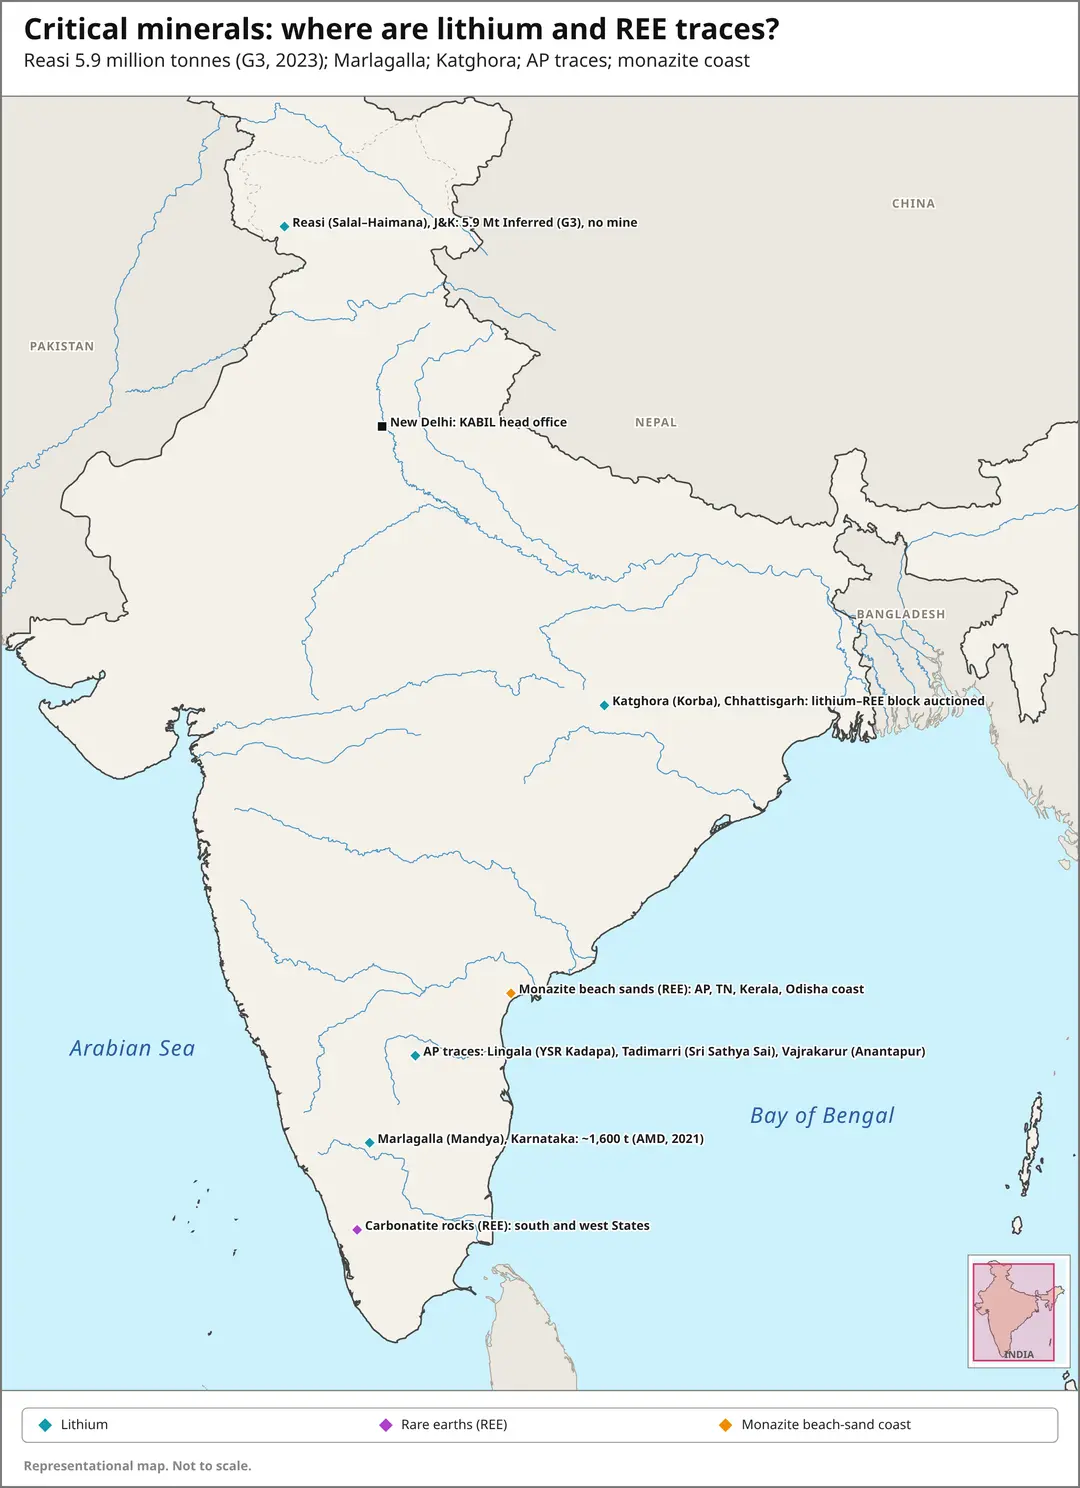 Critical minerals: where are lithium and REE traces?
Reasi 5.9 million tonnes (G3, 2023); Marlagalla; Katghora; AP traces; monazite coast
CHINA
Reasi (Salal–Haimana), J&K: 5.9 Mt Inferred (G3), no mine
PAKISTAN
New Delhi: KABIL head office
NEPAL
BANGLADESH
Katghora (Korba), Chhattisgarh: lithium–REE block auctioned
Monazite beach sands (REE): AP, TN, Kerala, Odisha coast
Arabian Sea
AP traces: Lingala (YSR Kadapa), Tadimarri (Sri Sathya Sai), Vajrakarur (Anantapur)
Bay of Bengal
Marlagalla (Mandya), Karnataka: ~1,600 t (AMD, 2021)
Carbonatite rocks (REE): south and west States
INDIA
Lithium
Rare earths (REE)
Monazite beach-sand coast
Representational map. Not to scale.